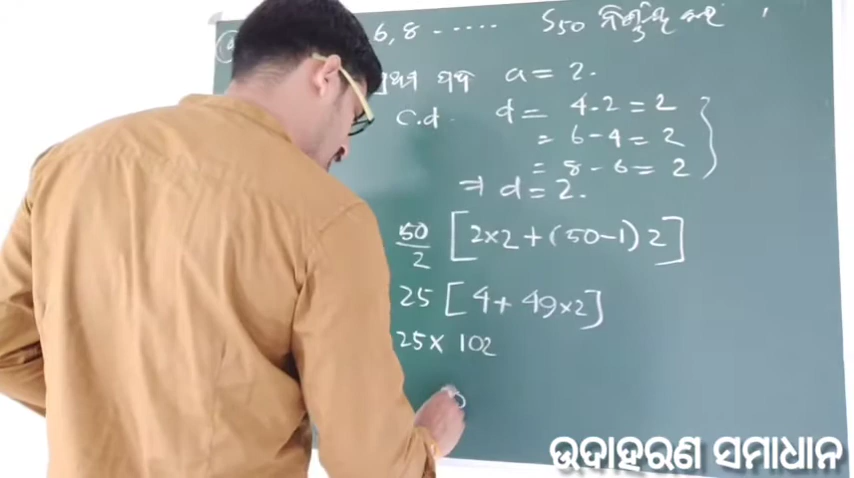 6, 8 ----- S50 ନିର୍ଣ୍ଣୟ କର
ପଦ a = 2.
C.d. d = 4-2 = 2
= 6-4 = 2
= 8-6 = 2
⇒ d = 2.
50/2 [2×2+(50-1)2]
25 [4+ 49×2]
25× 102
ଉଦାହରଣ ସମାଧାନ